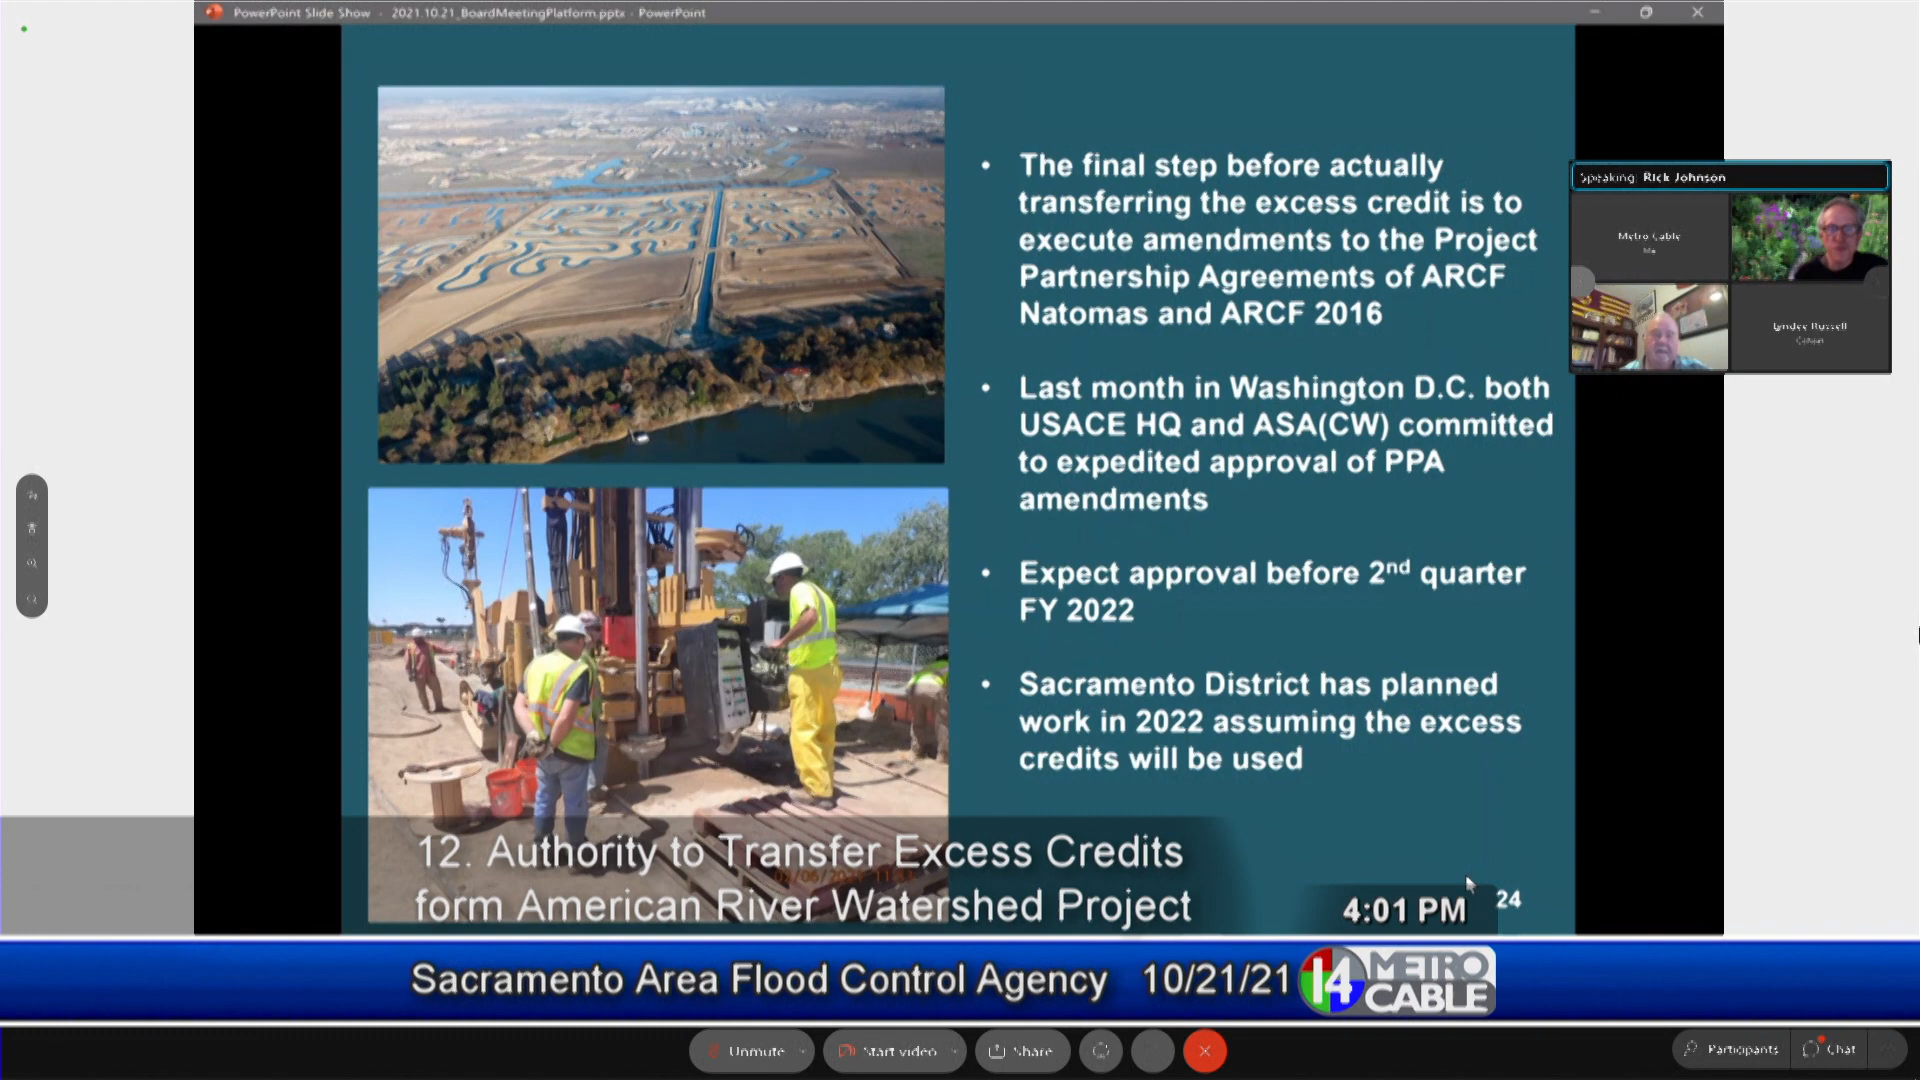 PowerPoint Slide Show - 2021.10.21_BoardMeetingPlatform.pptx - PowerPoint
• The final step before actually
transferring the excess credit is to
execute amendments to the Project
Partnership Agreements of ARCF
Natomas and ARCF 2016
• Last month in Washington D.C. both
USACE HQ and ASA(CW) committed
to expedited approval of PPA
amendments
• Expect approval before 2nd quarter
FY 2022
• Sacramento District has planned
work in 2022 assuming the excess
credits will be used
24
Speaking: Rick Johnson
Metro Cable
Me
Lyndee Russell
12. Authority to Transfer Excess Credits
form American River Watershed Project
4:01 PM
Sacramento Area Flood Control Agency 10/21/21
14 METRO
CABLE
Unmute
Start video
Share
Participants
Chat